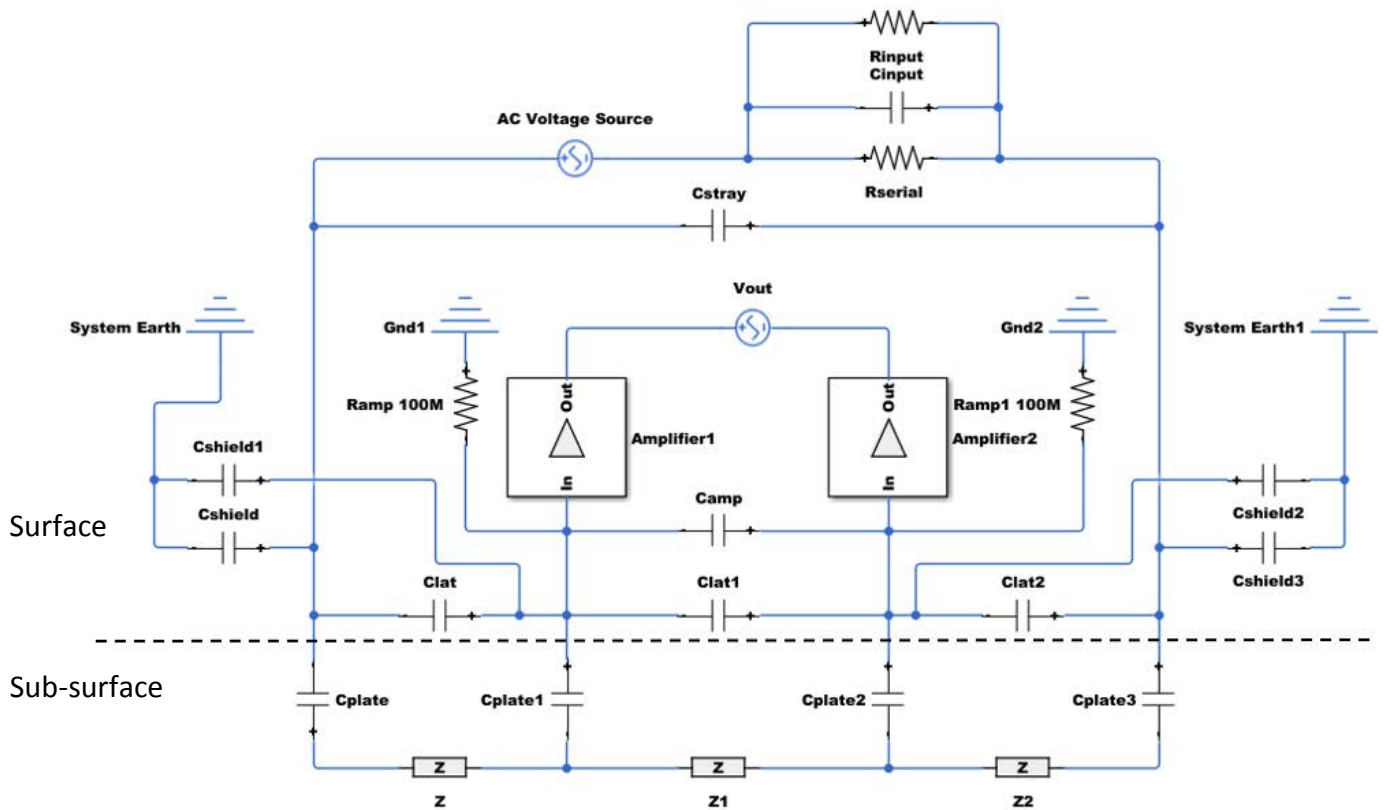 Rinput
Cinput
AC Voltage Source
Rserial
Cstray
Vout
System Earth
Gnd1
Gnd2
System Earth1
Out
Out
Ramp 100M
Ramp1 100M
Amplifier1
Amplifier2
Cshield1
In
In
Camp
Cshield2
Surface
Cshield
Cshield3
Clat
Clat1
Clat2
Sub-surface
Cplate
Cplate1
Cplate2
Cplate3
Z
Z
Z
Z
Z1
Z2